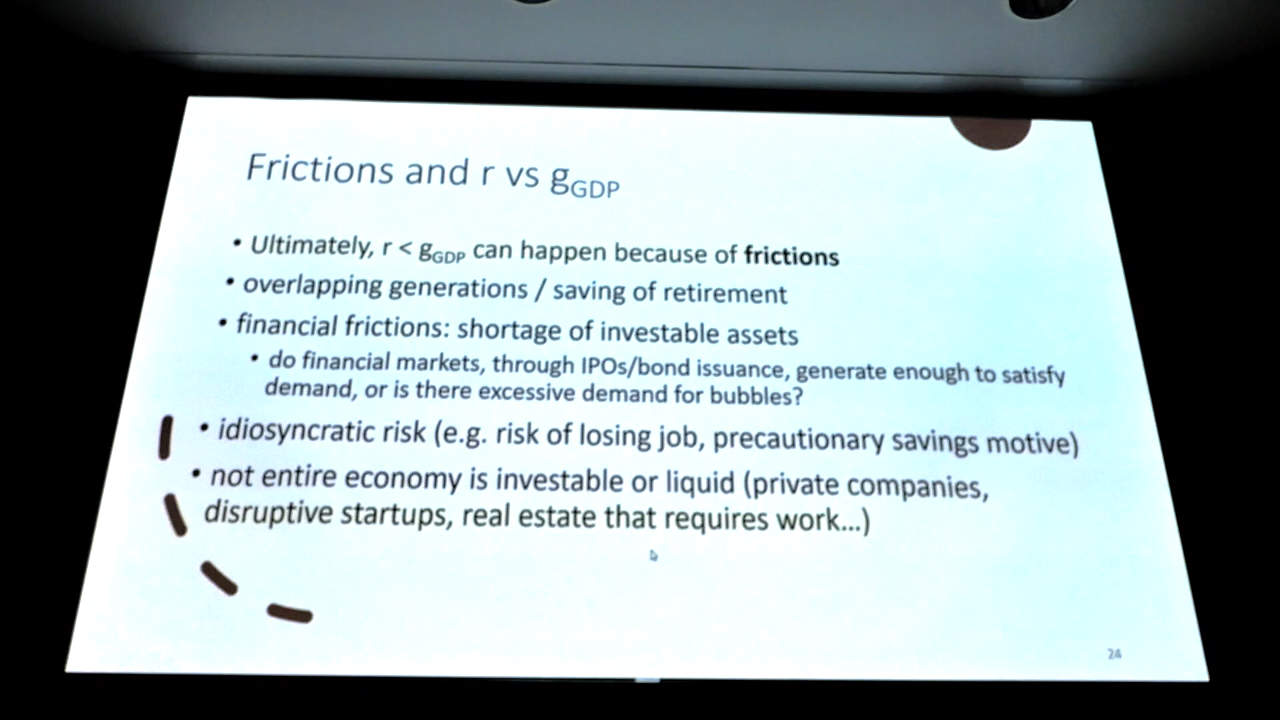 Frictions and r vs gGDP
• Ultimately, r < gGDP can happen because of frictions
• overlapping generations / saving of retirement
• financial frictions: shortage of investable assets
• do financial markets, through IPOs/bond issuance, generate enough to satisfy
demand, or is there excessive demand for bubbles?
• idiosyncratic risk (e.g. risk of losing job, precautionary savings motive)
• not entire economy is investable or liquid (private companies,
disruptive startups, real estate that requires work...)
24